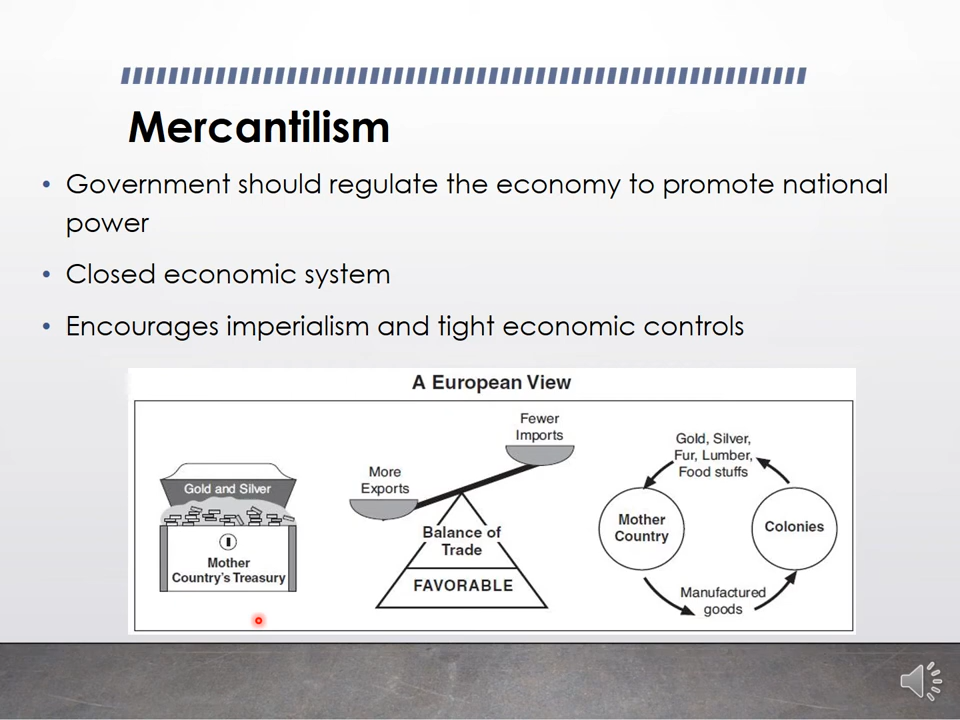 Mercantilism
• Government should regulate the economy to promote national
power
• Closed economic system
• Encourages imperialism and tight economic controls
A European View
Gold and Silver
Mother
Country's Treasury
More
Exports
Fewer
Imports
Balance of
Trade
FAVORABLE
Gold, Silver,
Fur, Lumber,
Food stuffs
Mother
Country
Colonies
Manufactured
goods